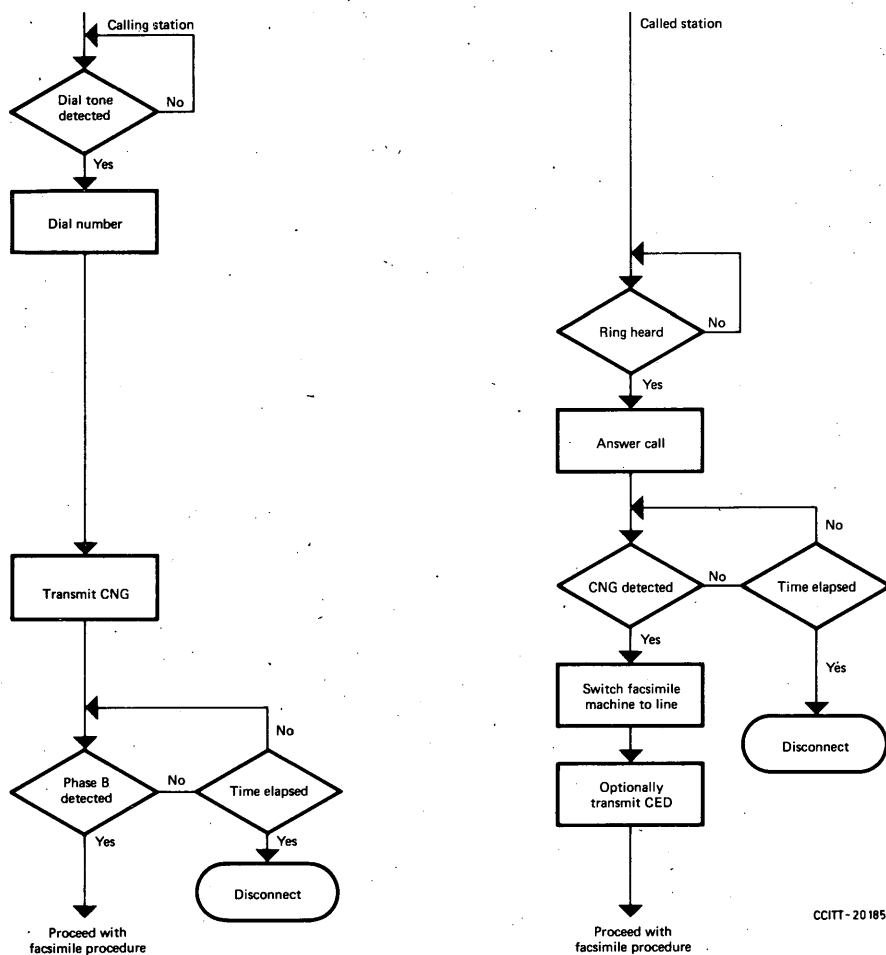 Calling station
Dial tone
detected
No
Yes
Dial number
Transmit CNG
No
Phase B
detected
No
Time elapsed
Yes
Yes
Disconnect
Proceed with
facsimile procedure
Called station
Ring heard
No
Yes
Answer call
No
CNG detected
No
Time elapsed
Yes
Yes
Switch facsimile
machine to line
Disconnect
Optionally
transmit CED
Proceed with
facsimile procedure
CCITT-20185